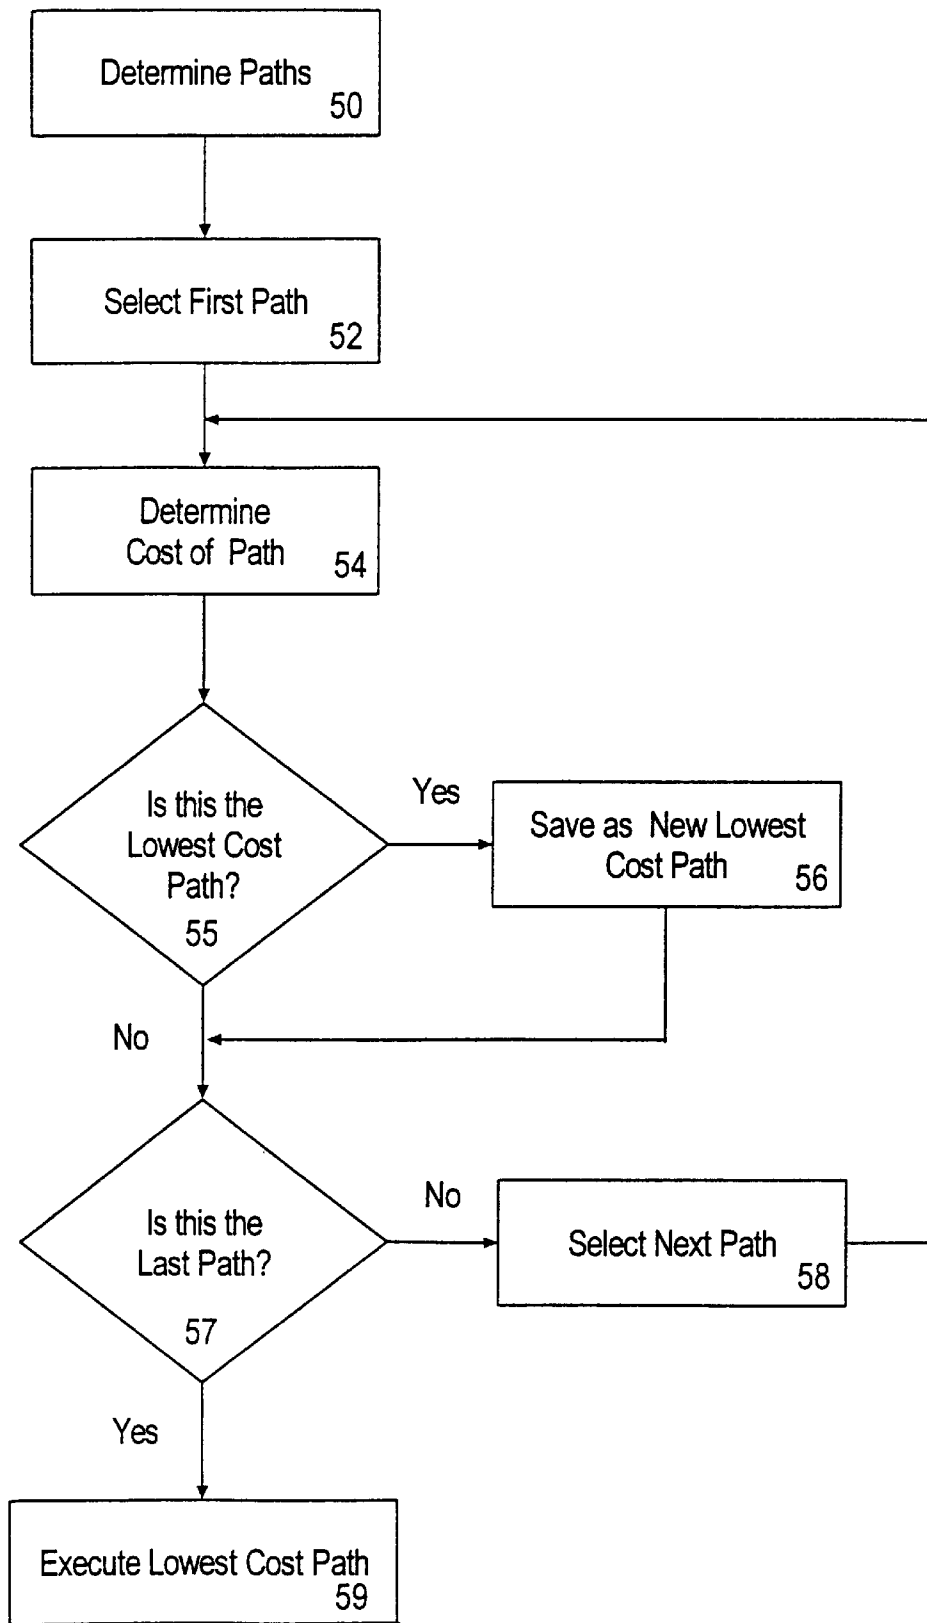 Determine Paths
50
Select First Path
52
Determine
Cost of Path
54
Is this the
Lowest Cost
Path?
55
Yes
Save as New Lowest
Cost Path
56
No
Is this the
Last Path?
57
No
Select Next Path
58
Yes
Execute Lowest Cost Path
59